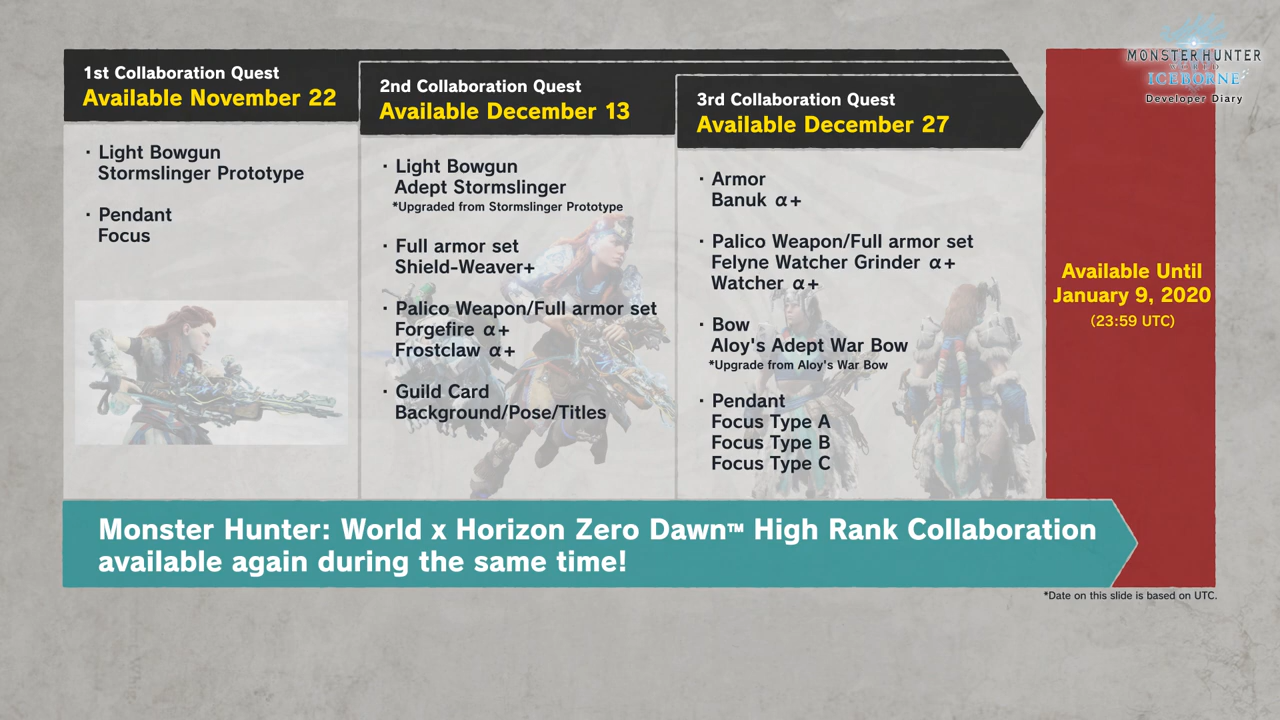 MONSTER HUNTER
WORLD
ICEBORNE
Developer Diary
1st Collaboration Quest
Available November 22
· Light Bowgun
Stormslinger Prototype
· Pendant
Focus
2nd Collaboration Quest
Available December 13
· Light Bowgun
Adept Stormslinger
*Upgraded from Stormslinger Prototype
· Full armor set
Shield-Weaver+
· Palico Weapon/Full armor set
Forgefire α+
Frostclaw α+
· Guild Card
Background/Pose/Titles
3rd Collaboration Quest
Available December 27
· Armor
Banuk α+
· Palico Weapon/Full armor set
Felyne Watcher Grinder α+
Watcher α+
· Bow
Aloy's Adept War Bow
*Upgrade from Aloy's War Bow
· Pendant
Focus Type A
Focus Type B
Focus Type C
Available Until
January 9, 2020
(23:59 UTC)
Monster Hunter: World x Horizon Zero Dawn™ High Rank Collaboration
available again during the same time!
*Date on this slide is based on UTC.